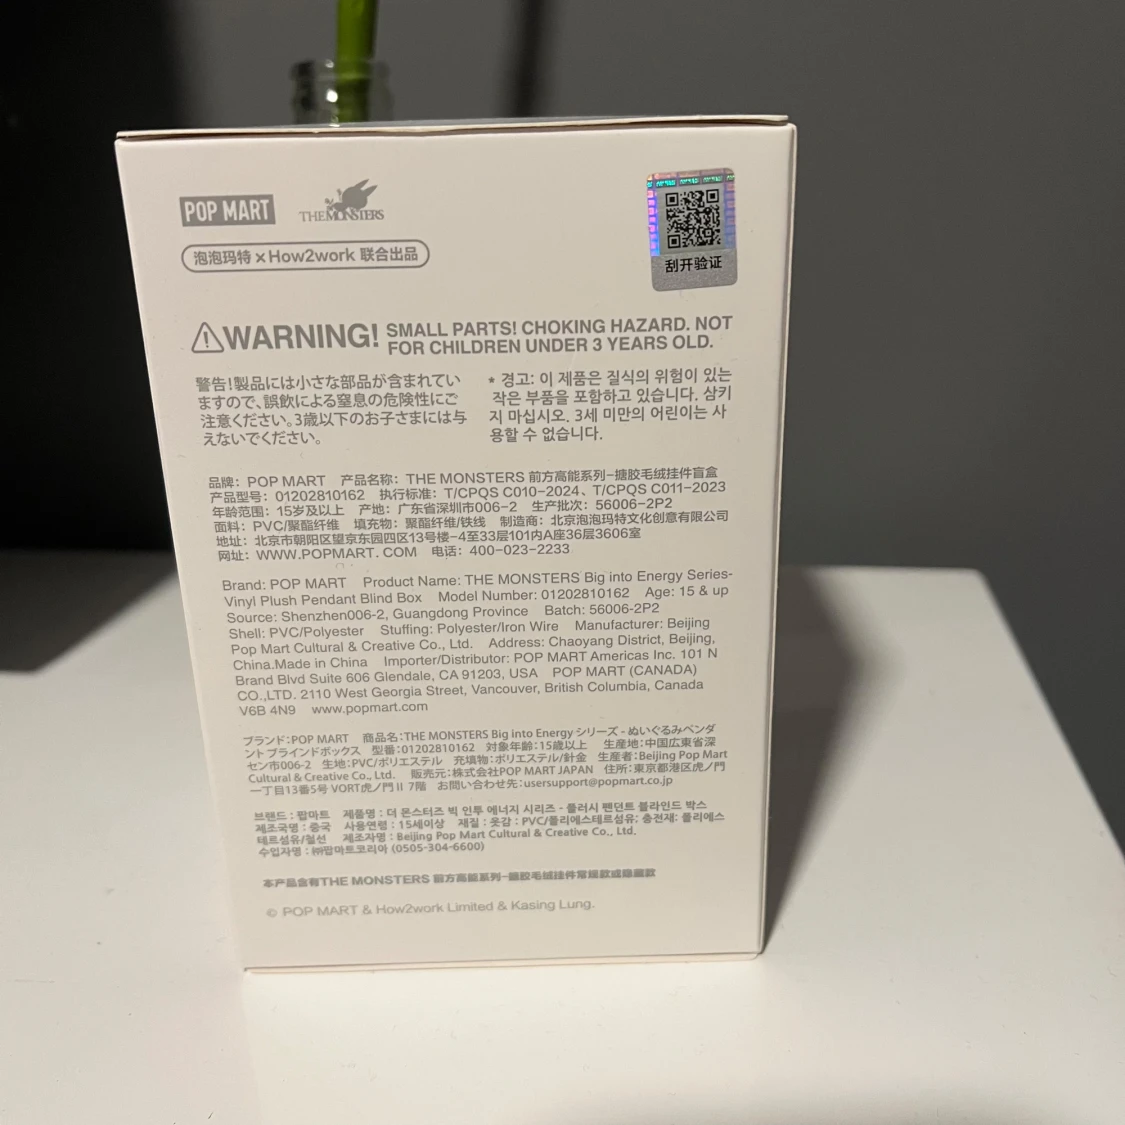 POP MART
THE MONSTERS
泡泡玛特 × How2work 联合出品
POP MART POP MART POP MART
刮开验证
WARNING! SMALL PARTS! CHOKING HAZARD. NOT
FOR CHILDREN UNDER 3 YEARS OLD.
警告!製品には小さな部品が含まれてい
ますので、誤飲による窒息の危険性にご
注意ください。3歳以下のお子さまには与
えないでください。
* 경고: 이 제품은 질식의 위험이 있는
작은 부품을 포함하고 있습니다. 삼키
지 마십시오. 3세 미만의 어린이는 사
용할 수 없습니다.
品牌：POP MART 产品名称：THE MONSTERS 前方高能系列-搪胶毛绒挂件盲盒
产品型号：01202810162 执行标准：T/CPQS C010-2024、T/CPQS C011-2023
年龄范围：15岁及以上 产地：广东省深圳市006-2 生产批次：56006-2P2
面料：PVC/聚酯纤维 填充物：聚酯纤维/铁线 制造商：北京泡泡玛特文化创意有限公司
地址：北京市朝阳区望京东园四区13号楼-4至33层101内A座36层3606室
网址：WWW.POPMART. COM 电话：400-023-2233
Brand: POP MART Product Name: THE MONSTERS Big into Energy Series-
Vinyl Plush Pendant Blind Box Model Number: 01202810162 Age: 15 & up
Source: Shenzhen006-2, Guangdong Province Batch: 56006-2P2
Shell: PVC/Polyester Stuffing: Polyester/Iron Wire Manufacturer: Beijing
Pop Mart Cultural & Creative Co., Ltd. Address: Chaoyang District, Beijing,
China.Made in China Importer/Distributor: POP MART Americas Inc. 101 N
Brand Blvd Suite 606 Glendale, CA 91203, USA POP MART (CANADA)
CO.,LTD. 2110 West Georgia Street, Vancouver, British Columbia, Canada
V6B 4N9 www.popmart.com
ブランド:POP MART 商品名:THE MONSTERS Big into Energy シリーズ - ぬいぐるみペンダ
ントブラインドボックス 型番:01202810162 対象年齢:15歳以上 生産地:中国広東省深
セン市006-2 生地:PVC/ポリエステル 充填物:ポリエステル/針金 生産者:Beijing Pop Mart
Cultural & Creative Co., Ltd. 販売元:株式会社POP MART JAPAN 住所:東京都港区虎ノ門
一丁目13番5号 VORT虎ノ門 II 7階 お問い合わせ先:usersupport@popmart.co.jp
브랜드 : 팝마트 제품명 : 더 몬스터즈 빅 인투 에너지 시리즈 - 플러시 펜던트 블라인드 박스
제조국명 : 중국 사용연령 : 15세이상 재질 : 옷감 : PVC/폴리에스테르섬유; 충전재: 폴리에스
테르섬유/철선 제조자명 : Beijing Pop Mart Cultural & Creative Co., Ltd.
수입자명 : ㈜팝마트코리아 (0505-304-6600)
本产品含有THE MONSTERS 前方高能系列-搪胶毛绒挂件常规款或隐藏款
© POP MART & How2work Limited & Kasing Lung.